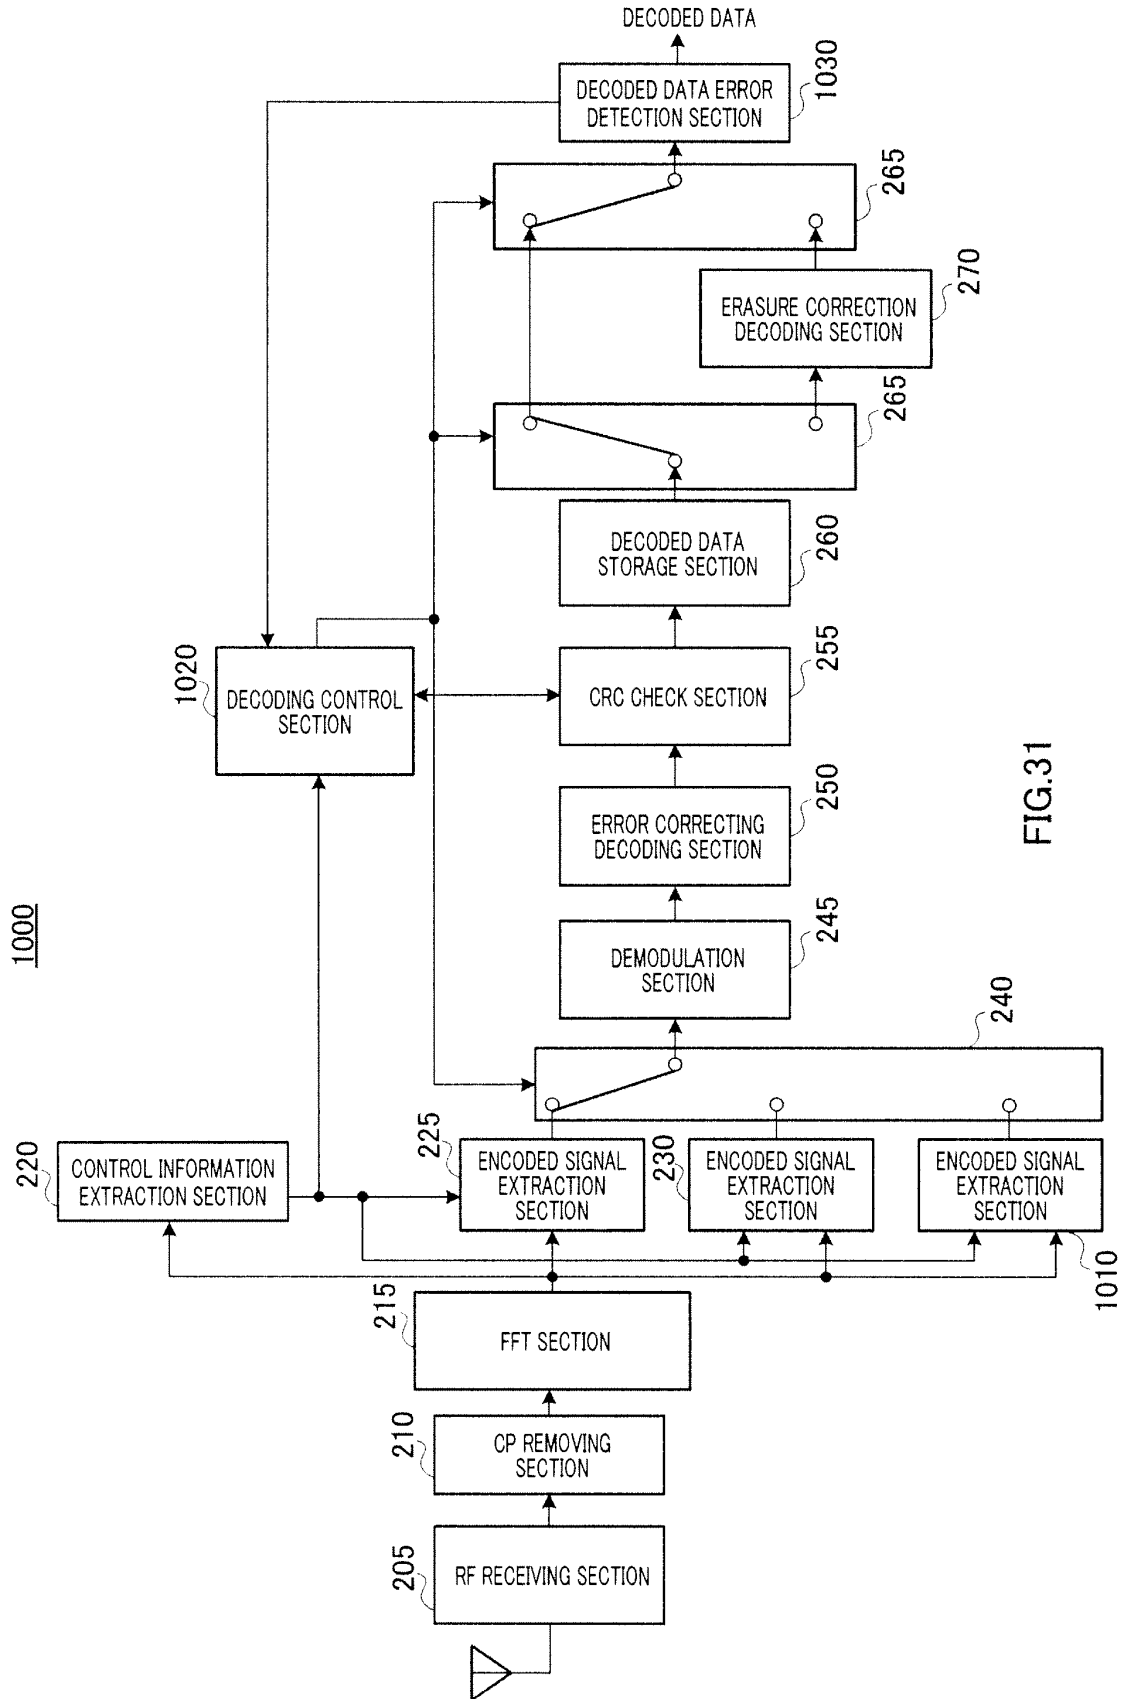 DECODED DATA
DECODED DATA ERROR
DETECTION SECTION
1030
265
ERASURE CORRECTION
DECODING SECTION
270
265
DECODED DATA
STORAGE SECTION
260
1020
DECODING CONTROL
SECTION
CRC CHECK SECTION
255
ERROR CORRECTING
DECODING SECTION
250
FIG.31
1000
DEMODULATION
SECTION
245
240
220
CONTROL INFORMATION
EXTRACTION SECTION
225
ENCODED SIGNAL
EXTRACTION
SECTION
230
ENCODED SIGNAL
EXTRACTION
SECTION
ENCODED SIGNAL
EXTRACTION
SECTION
1010
215
FFT SECTION
210
CP REMOVING
SECTION
205
RF RECEIVING SECTION